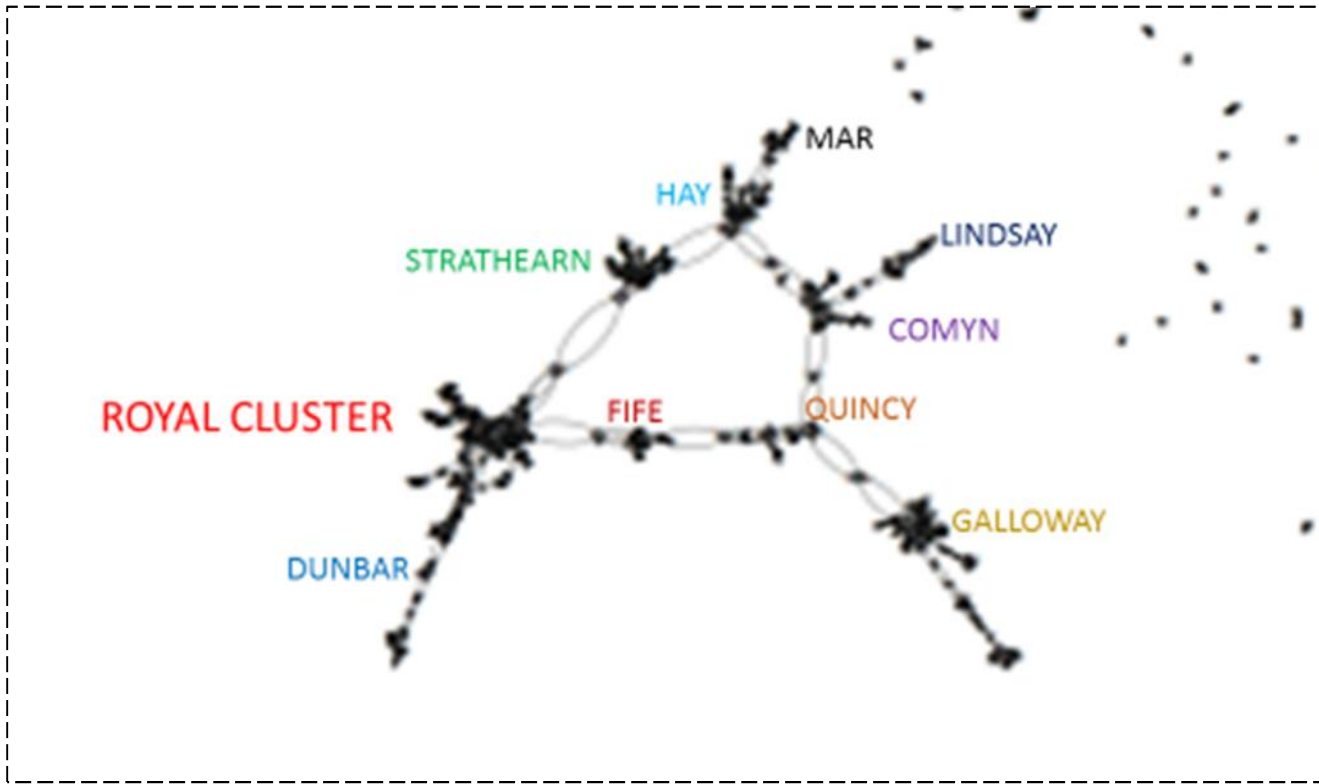 MAR
HAY
LINDSAY
STRATHEARN
COMYN
ROYAL CLUSTER
FIFE
QUINCY
GALLOWAY
DUNBAR